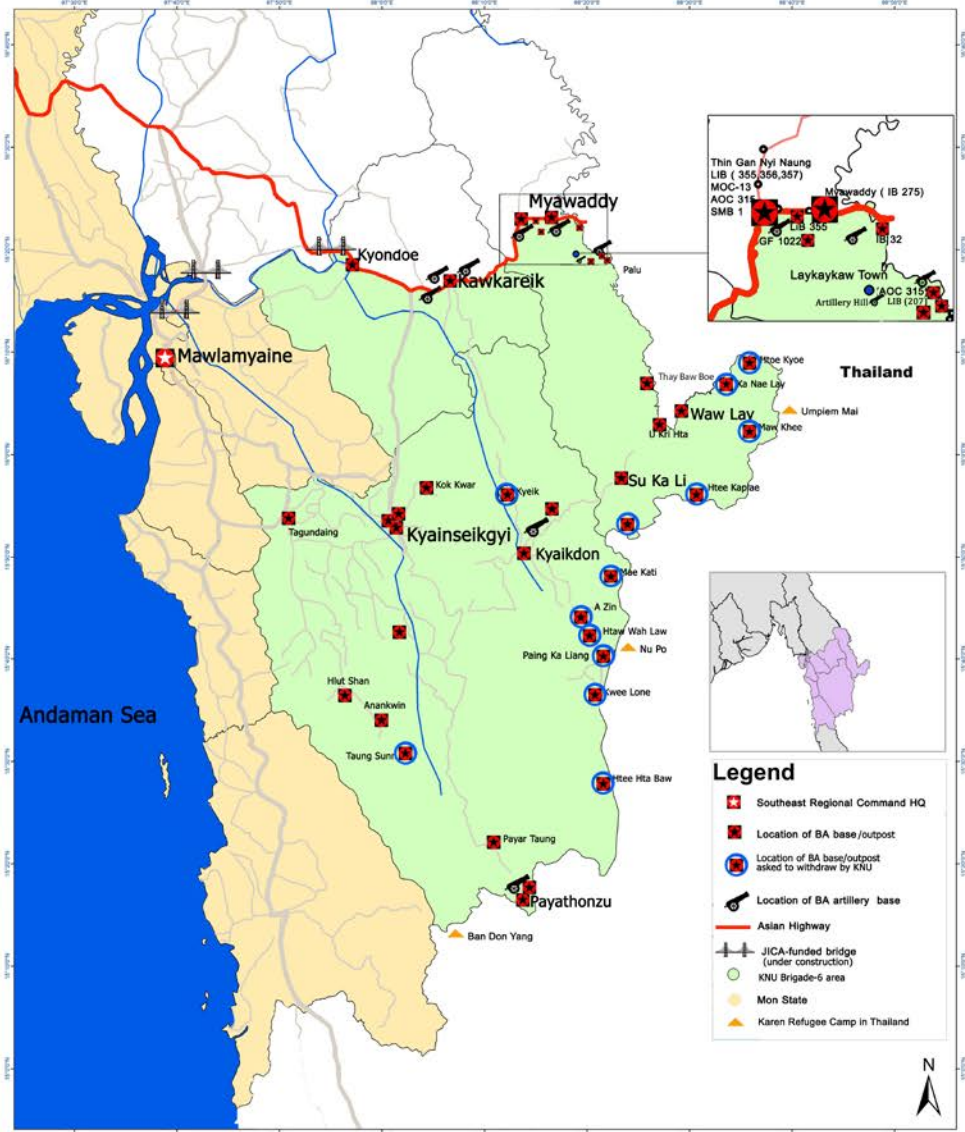 Myawaddy
Kyondoe
Kawkareik
Palu
Mawlamyaine
Thin Gan Nyi Naung
LIB ( 355,356,357)
MOC-13
AOC 315
SMB 1
Myawaddy ( IB 275)
LIB 355
GF 1022
IB 32
Laykaykaw Town
AOC 315
Artillery Hill
LIB (207)
Thailand
Mtoe Kyoe
Thay Baw Boe
Ka Nae Lay
Waw Lay
Umpiem Mai
U Kri Hta
Maw Khee
Su Ka Li
Kok Kwar
Kyeik
Htee Kaplae
Tagundaing
Kyainseikgyi
Kyaikdon
Mae Kati
A Zin
Htaw Wah Law
Nu Po
Paing Ka Liang
Hlut Shan
Kwee Lone
Anankwin
Andaman Sea
Taung Sunr
Htee Hta Baw
Payar Taung
Payathonzu
Ban Don Yang
Legend
Southeast Regional Command HQ
Location of BA base/outpost
Location of BA base/outpost
asked to withdraw by KNU
Location of BA artillery base
Asian Highway
JICA-funded bridge
(under construction)
KNU Brigade-6 area
Mon State
Karen Refugee Camp in Thailand
N